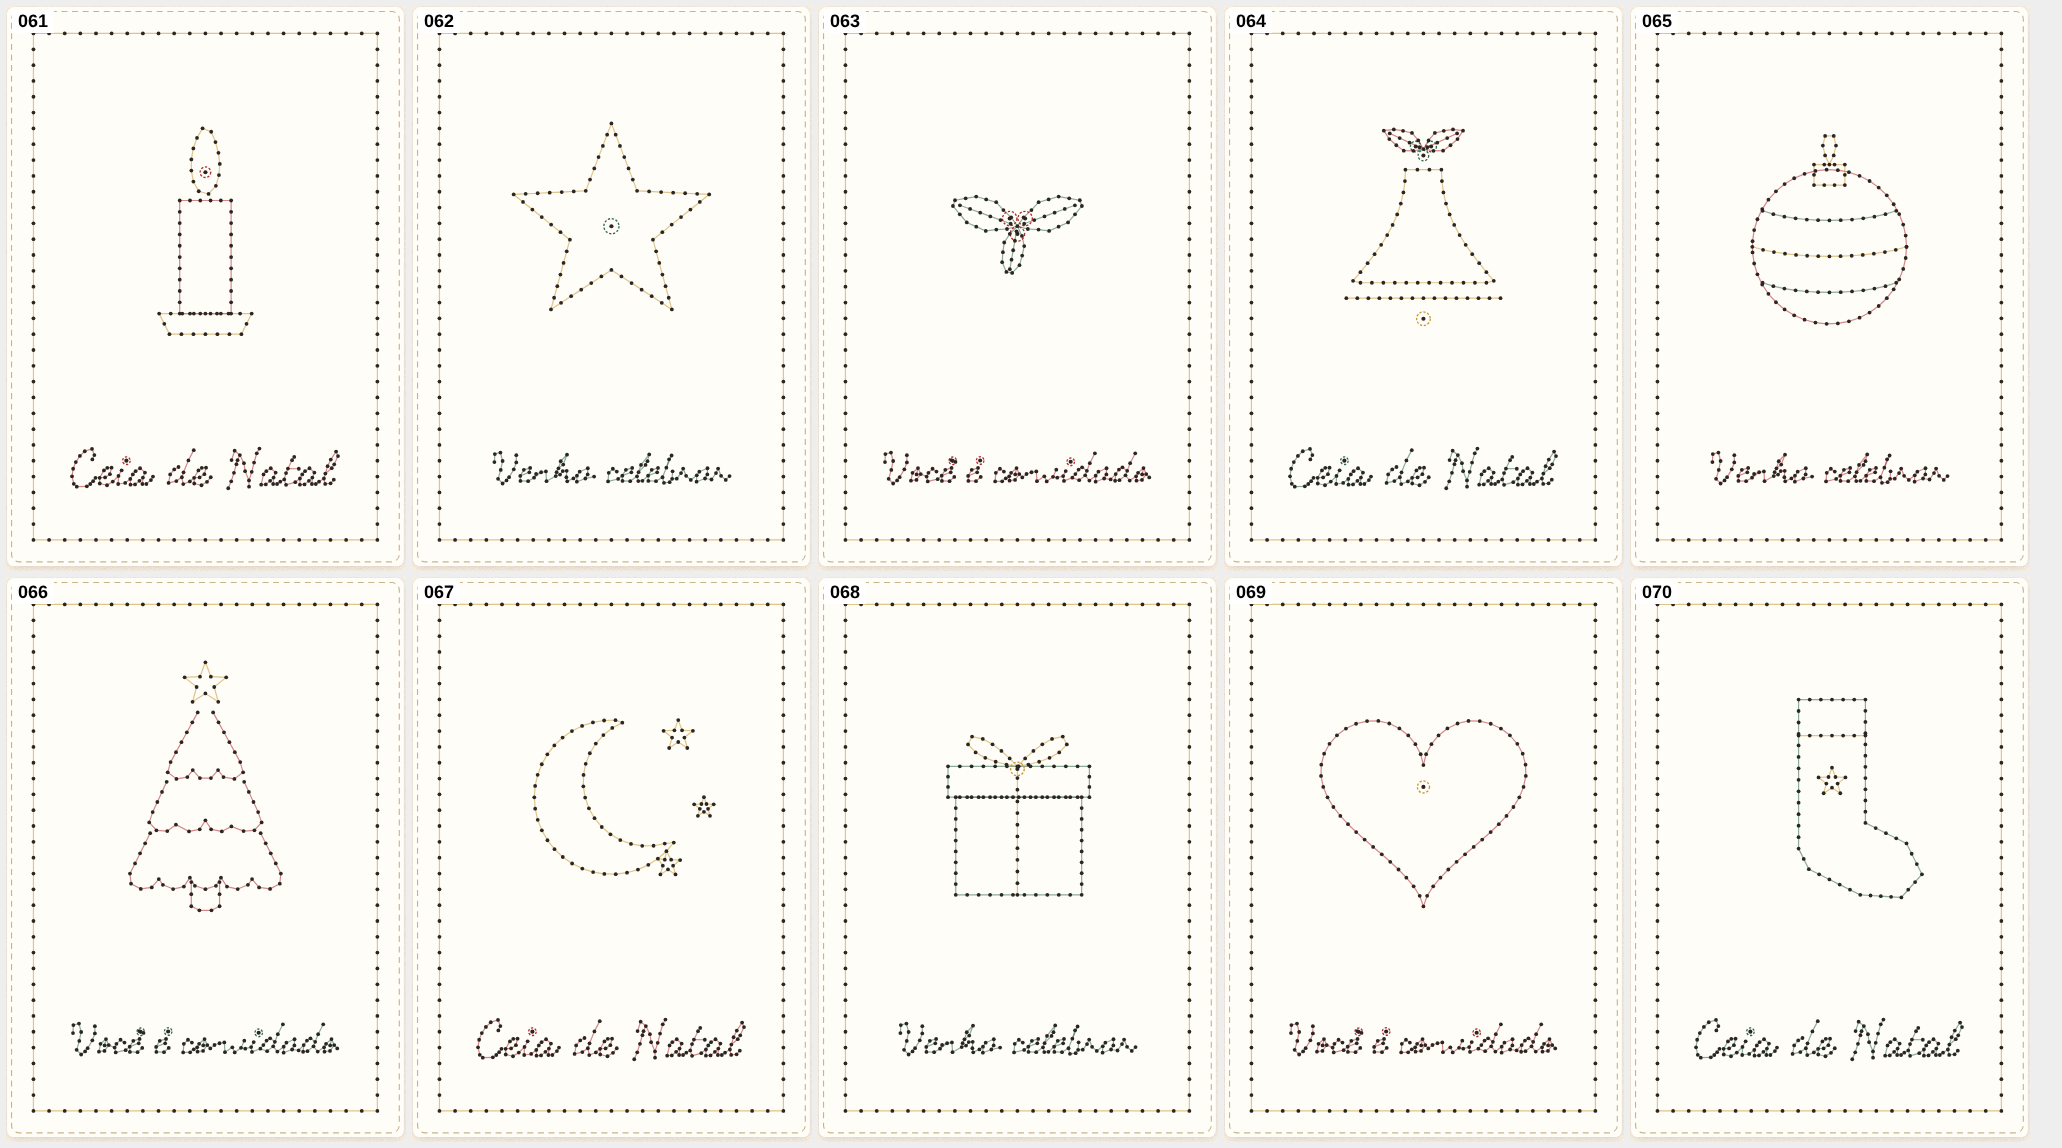 061
Ceia de Natal
062
Venha celebrar
063
Você é convidado
064
Ceia de Natal
065
Venha celebrar
066
Você é convidado
067
Ceia de Natal
068
Venha celebrar
069
Você é convidado
070
Ceia de Natal